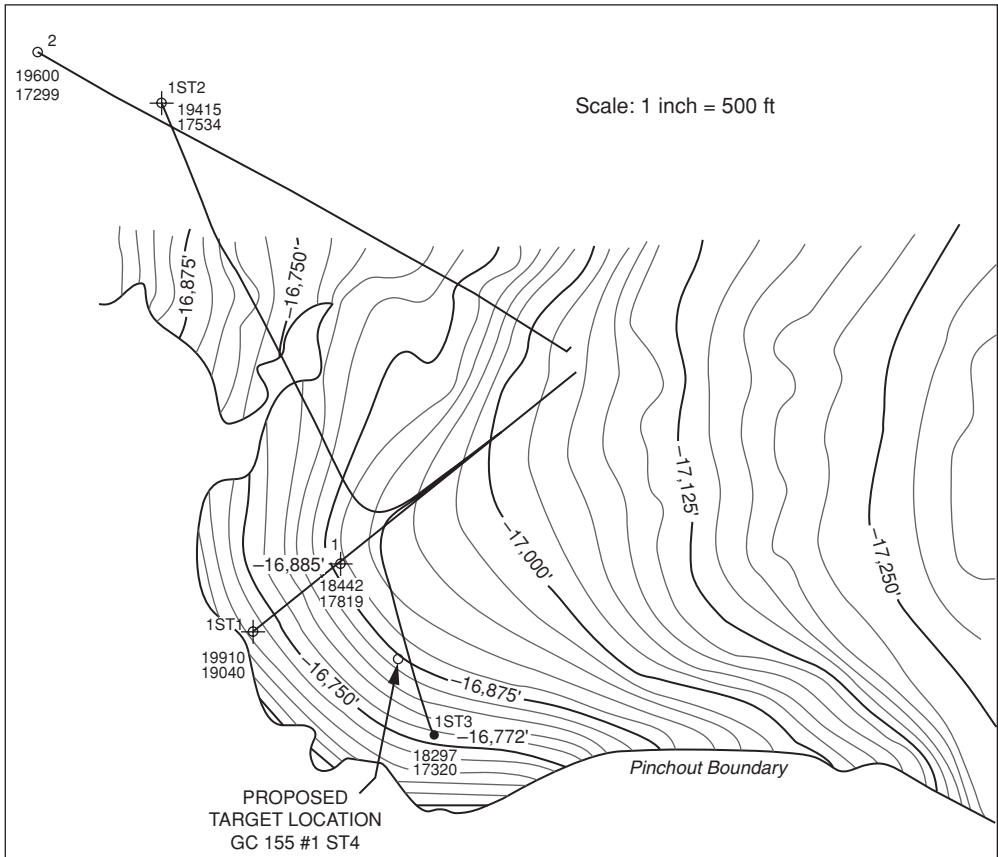 2
19600
17299
1ST2
19415
17534
Scale: 1 inch = 500 ft
16,875'
–16,750'
–17,125'
–17,000'
–17,250'
1
–16,885'
18442
17819
1ST1
19910
19040
–16,750'
–16,875'
1ST3
–16,772'
18297
17320
Pinchout Boundary
PROPOSED
TARGET LOCATION
GC 155 #1 ST4